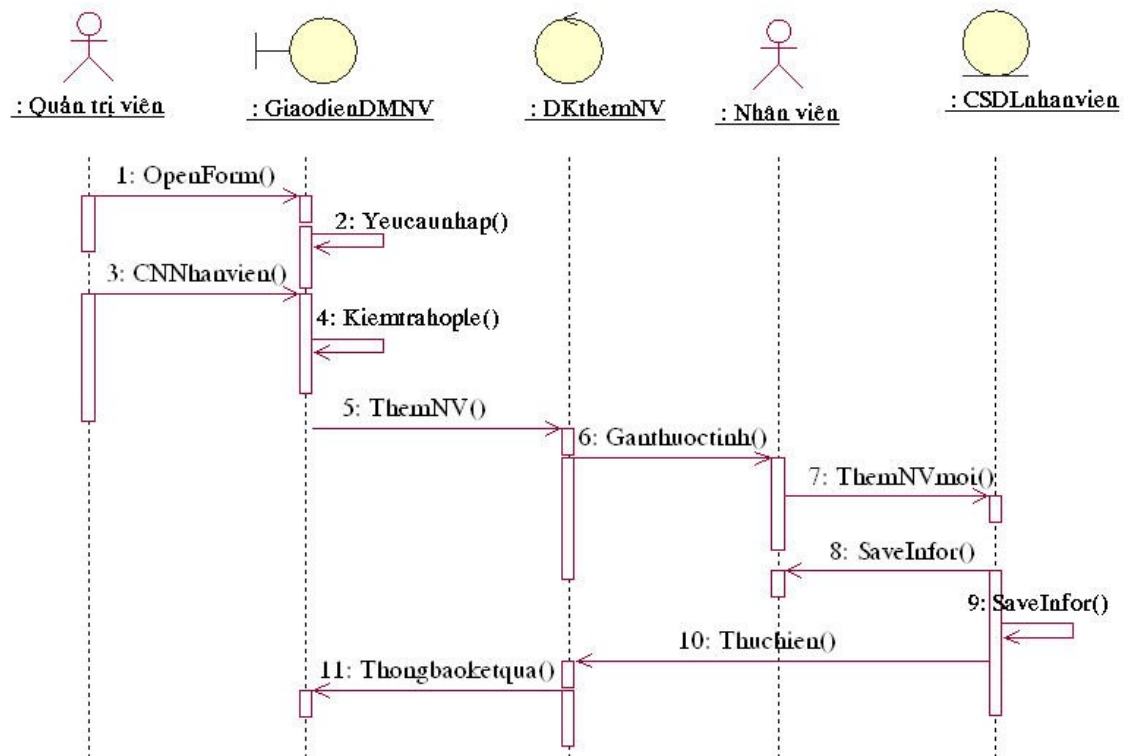 : Quản trị viên
: GiaodienDMNV
: DKthemNV
: Nhân viên
: CSDLnhanvien
1: OpenForm()
2: Yeucaunhap()
3: CNNhanvien()
4: Kiemtrahople()
5: ThemNV()
6: Ganthuoctinh()
7: ThemNVmoi()
8: SaveInfor()
9: SaveInfor()
10: Thuchien()
11: Thongbaoketqua()